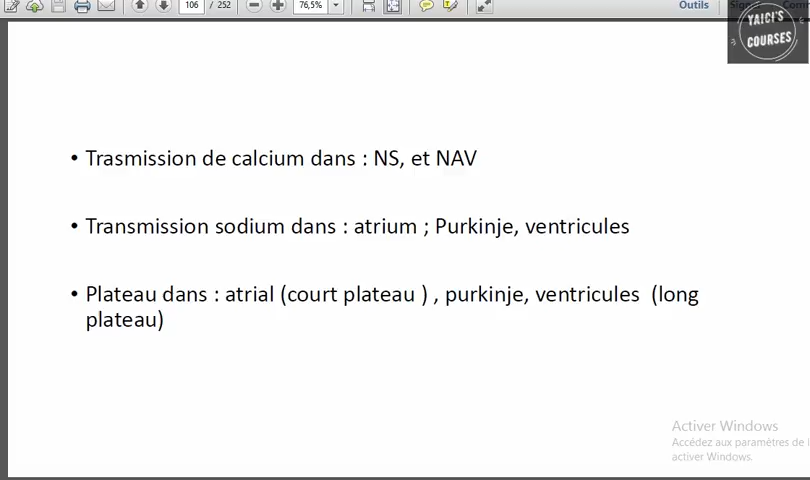 106 / 252 76,5% Outils
YAICI'S
COURSES
• Trasmission de calcium dans : NS, et NAV
• Transmission sodium dans : atrium ; Purkinje, ventricules
• Plateau dans : atrial (court plateau ) , purkinje, ventricules (long
plateau)
Activer Windows
Accédez aux paramètres de
activer Windows.